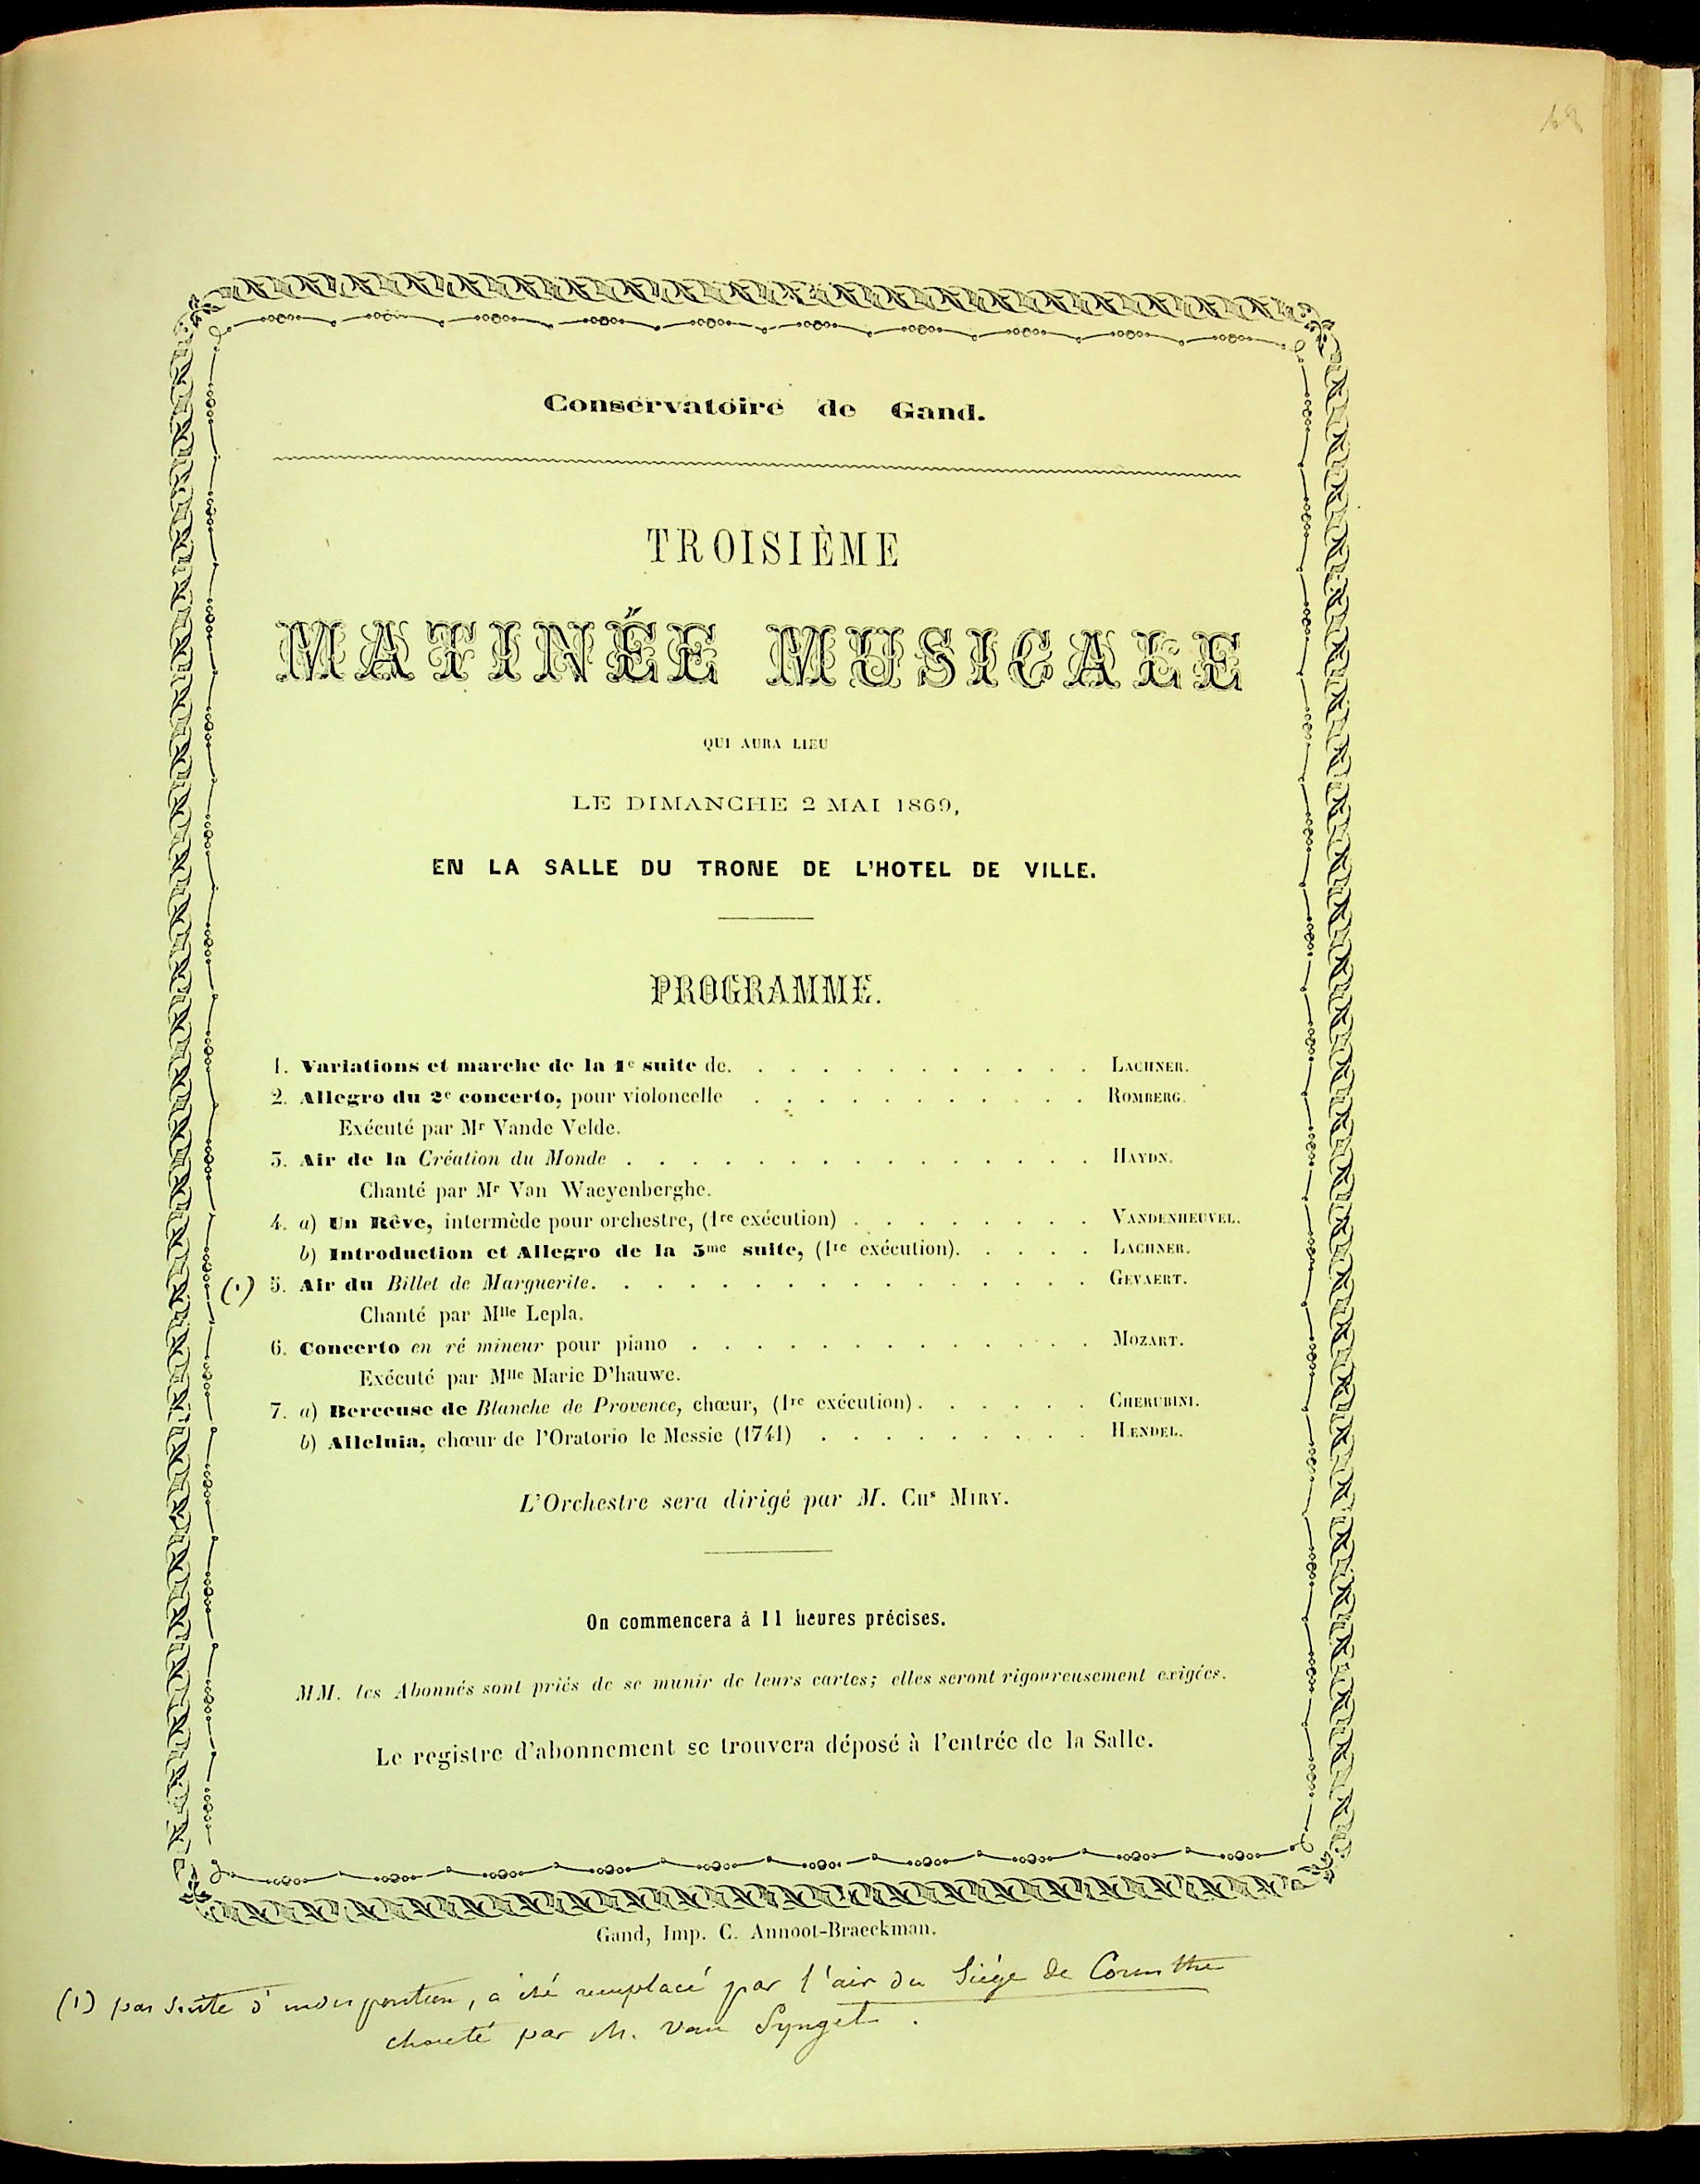 68
Conservatoire de Gand.
TROISIÈME
MATINÉE MUSICALE
QUI AURA LIEU
LE DIMANCHE 2 MAI 1869,
EN LA SALLE DU TRONE DE L'HOTEL DE VILLE.
PROGRAMME.
1. Variations et marche de la 1e suite de. . . . . . . . . . . . LACHNER.
2. Allegro du 2e concerto, pour violoncelle . . . . . . . . . . . ROMBERG.
Exécuté par Mr Vande Velde.
3. Air de la Création du Monde . . . . . . . . . . . . . . . HAYDN.
Chanté par Mr Van Waeyenberghe.
4. a) Un Rêve, intermède pour orchestre, (1re exécution) . . . . . . . . VANDENHEUVEL.
b) Introduction et Allegro de la 5me suite, (1re exécution). . . . . LACHNER.
(1) 5. Air du Billet de Marguerite. . . . . . . . . . . . . . . . GEVAERT.
Chanté par Mlle Lepla.
6. Concerto en ré mineur pour piano . . . . . . . . . . . . . MOZART.
Exécuté par Mlle Marie D'hauwe.
7. a) Berceuse de Blanche de Provence, chœur, (1re exécution). . . . . . CHERUBINI.
b) Alleluia, chœur de l'Oratorio le Messie (1741) . . . . . . . . . HÆNDEL.
L'Orchestre sera dirigé par M. CHs MIRY.
On commencera à 11 heures précises.
MM. les Abonnés sont priés de se munir de leurs cartes; elles seront rigoureusement exigées.
Le registre d'abonnement se trouvera déposé à l'entrée de la Salle.
Gand, Imp. C. Annoot-Braeckman.
(1) par suite d'indisposition, a été remplacé par l'air du Siége de Corinthe
chanté par M. Van Synget.